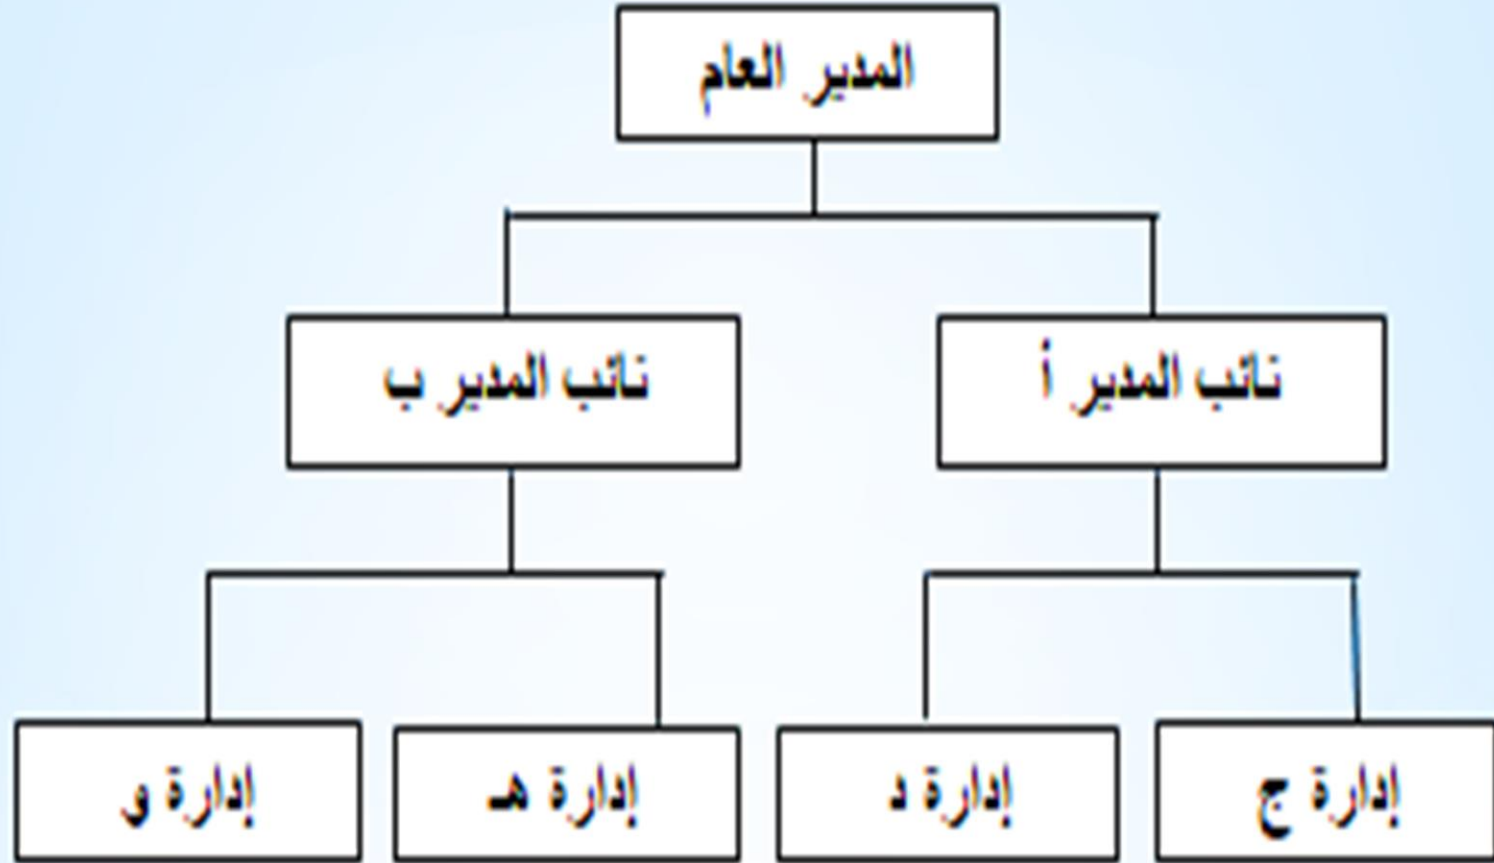 المدير العام
نائب المدير أ
نائب المدير ب
إدارة ج
إدارة د
إدارة هـ
إدارة و